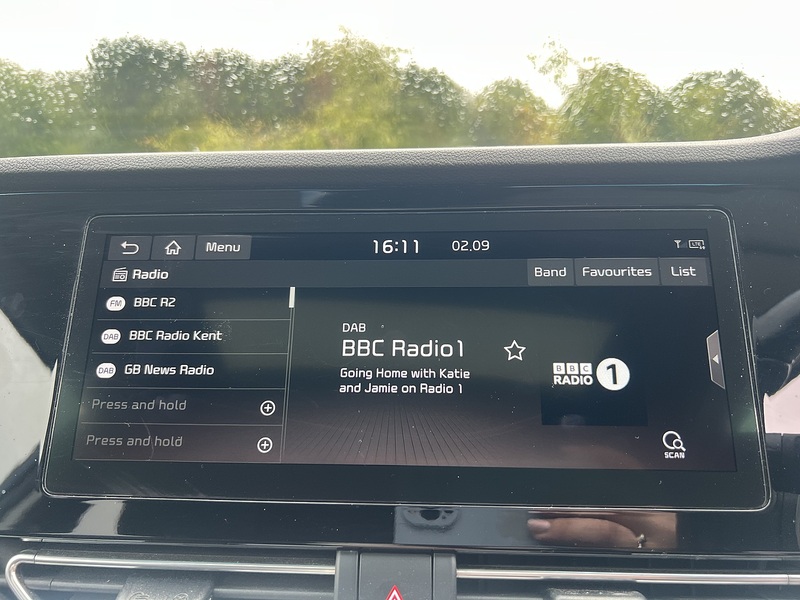 Menu 16:11 02.09 LTE
Radio Band Favourites List
FM BBC R2
DAB BBC Radio Kent
DAB GB News Radio
Press and hold
Press and hold
DAB
BBC Radio1
Going Home with Katie
and Jamie on Radio 1
BBC
RADIO 1
SCAN